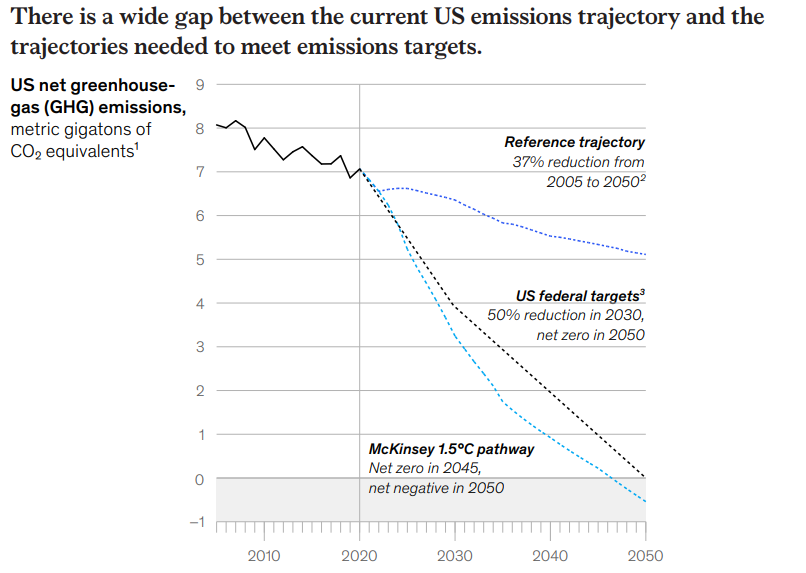 There is a wide gap between the current US emissions trajectory and the
trajectories needed to meet emissions targets.
US net greenhouse-
gas (GHG) emissions,
metric gigatons of
CO₂ equivalents¹
9
8
7
6
5
4
3
2
1
0
–1
Reference trajectory
37% reduction from
2005 to 2050²
US federal targets³
50% reduction in 2030,
net zero in 2050
McKinsey 1.5°C pathway
Net zero in 2045,
net negative in 2050
2010 2020 2030 2040 2050